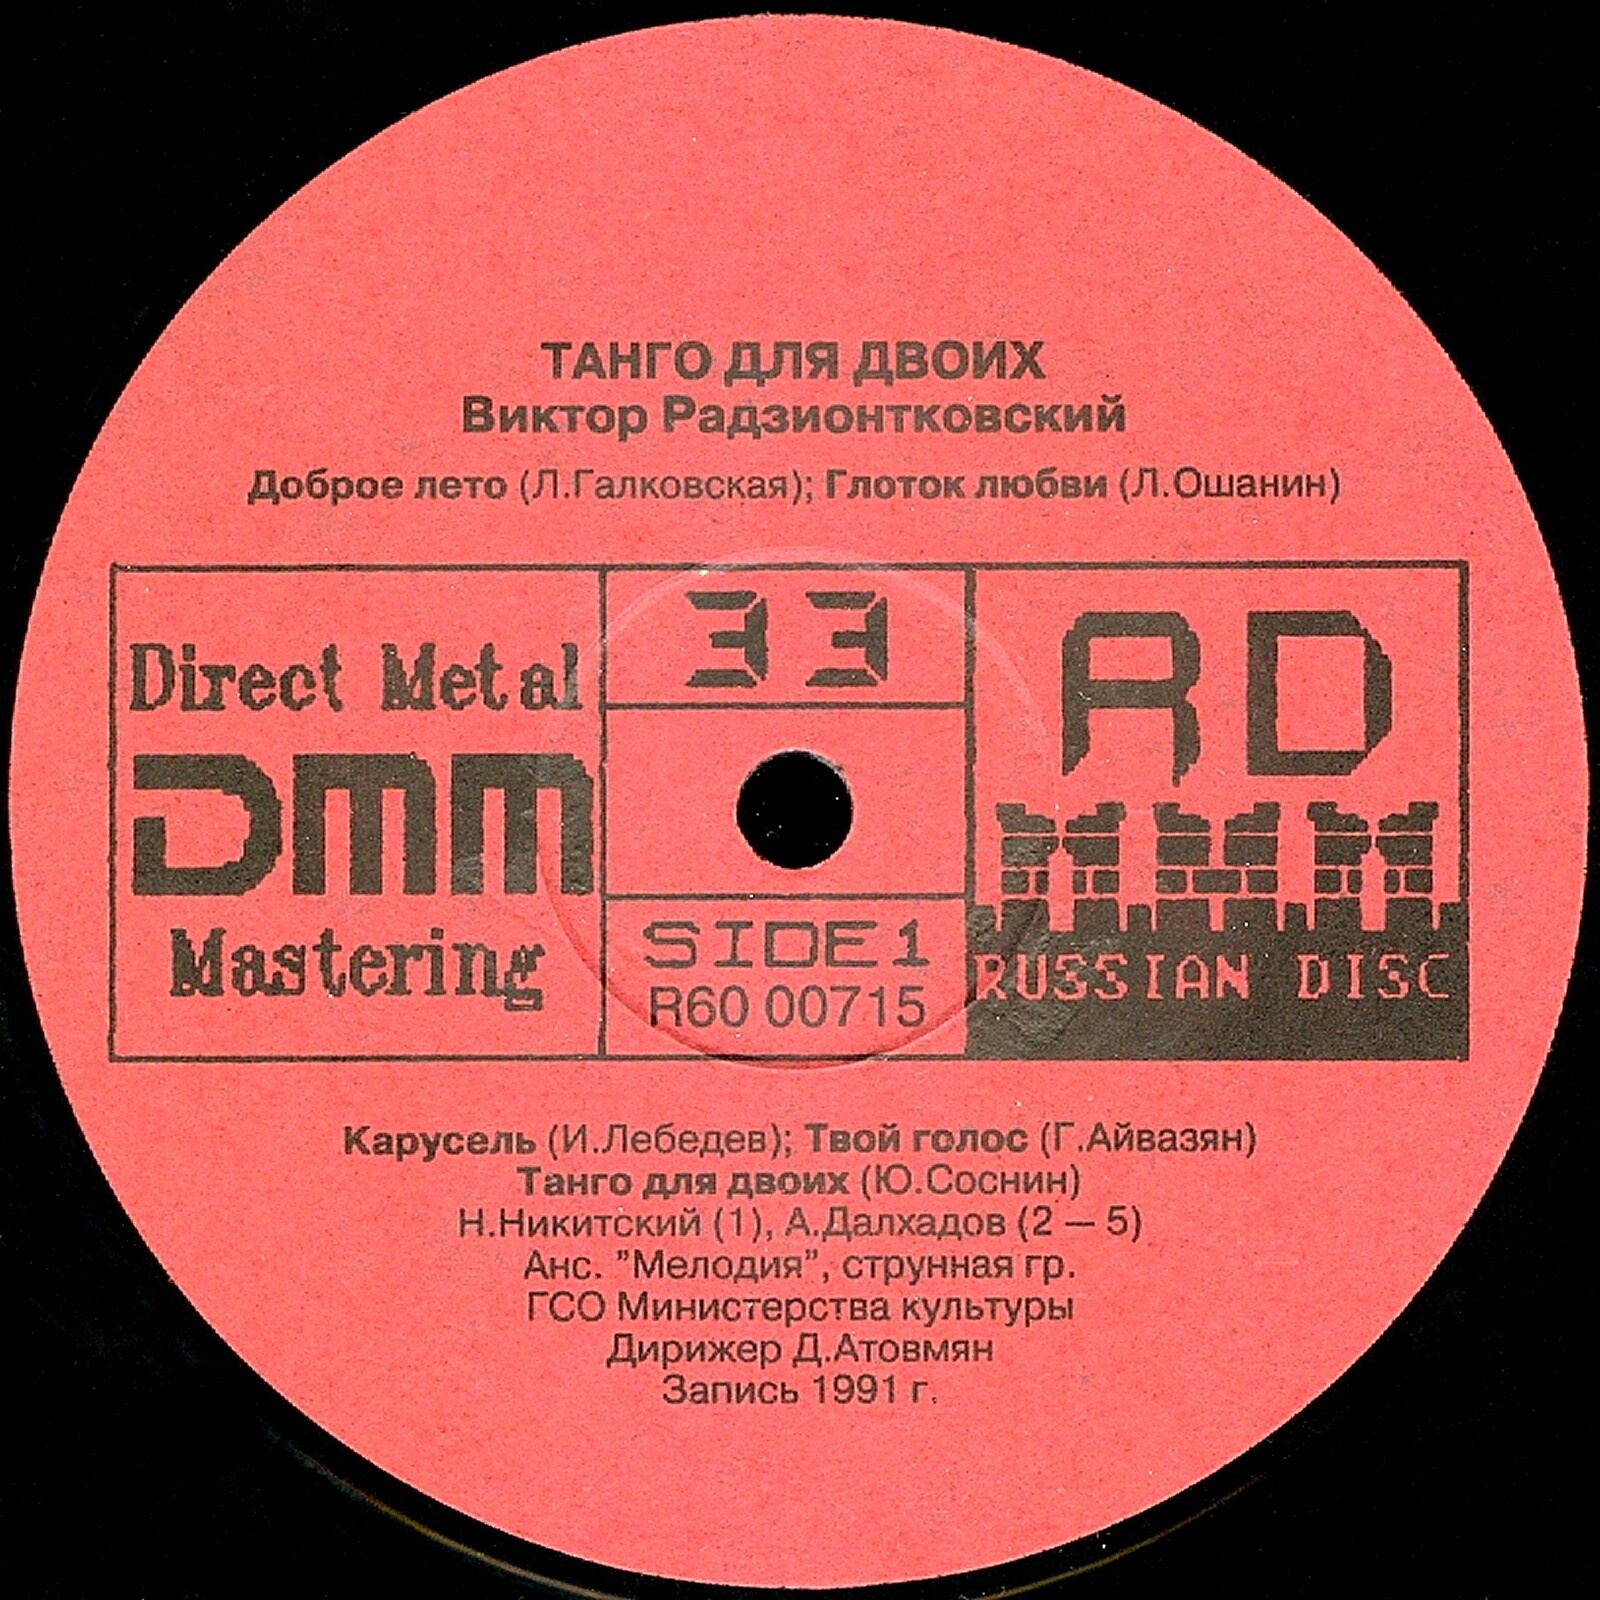 ТАНГО ДЛЯ ДВОИХ
Виктор Радзионтковский
Доброе лето (Л.Галковская); Глоток любви (Л.Ошанин)
Direct Metal
DMM
Mastering
33
SIDE 1
R60 00715
RD
RUSSIAN DISC
Карусель (И.Лебедев); Твой голос (Г.Айвазян)
Танго для двоих (Ю.Соснин)
Н.Никитский (1), А.Далхадов (2 — 5)
Анс. ”Мелодия”, струнная гр.
ГСО Министерства культуры
Дирижер Д.Атовмян
Запись 1991 г.